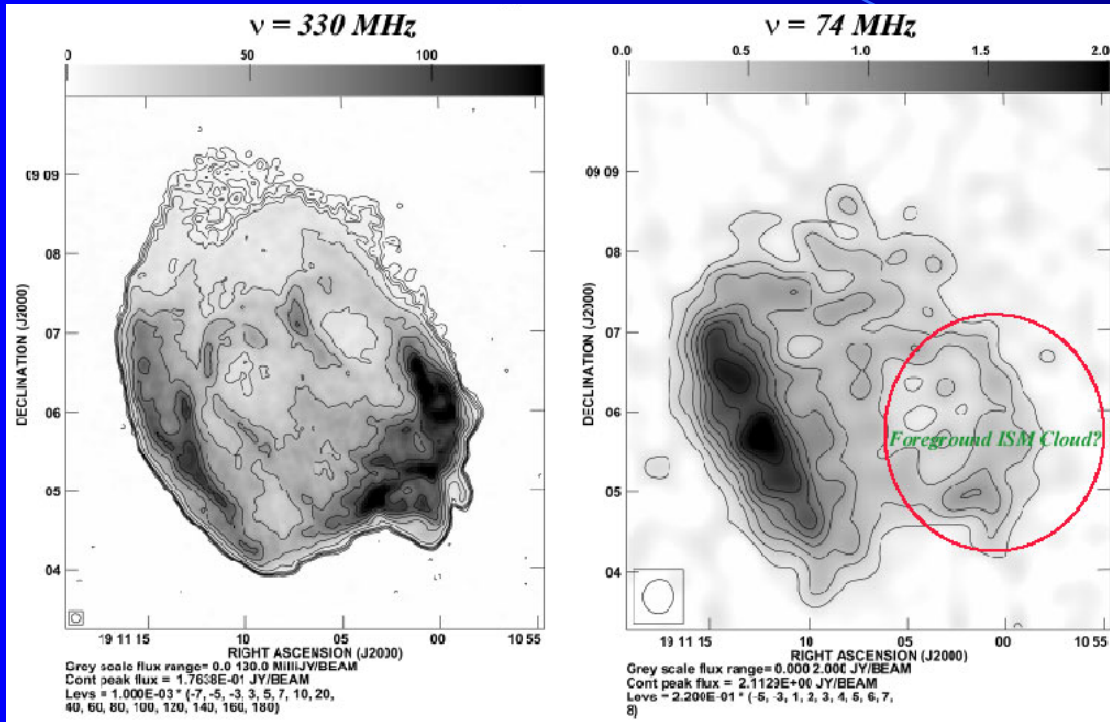 ν = 330 MHz
0 50 100
09 09
08
07
06
05
04
DECLINATION (J2000)
19 11 15 10 05 00 10 55
RIGHT ASCENSION (J2000)
Grey scale flux range= 0.0 130.0 MilliJY/BEAM
Cont peak flux = 1.7638E-01 JY/BEAM
Levs = 1.000E-03 * (-7, -5, -3, 3, 5, 7, 10, 20,
40, 60, 80, 100, 120, 140, 160, 180)
ν = 74 MHz
0.0 0.5 1.0 1.5 2.0
09 09
08
07
06
05
04
DECLINATION (J2000)
Foreground ISM Cloud?
19 11 15 10 05 00 10 55
RIGHT ASCENSION (J2000)
Grey scale flux range= 0.000 2.000 JY/BEAM
Cont peak flux = 2.1129E+00 JY/BEAM
Levs = 2.200E-01 * (-5, -3, 1, 2, 3, 4, 5, 6, 7,
8)